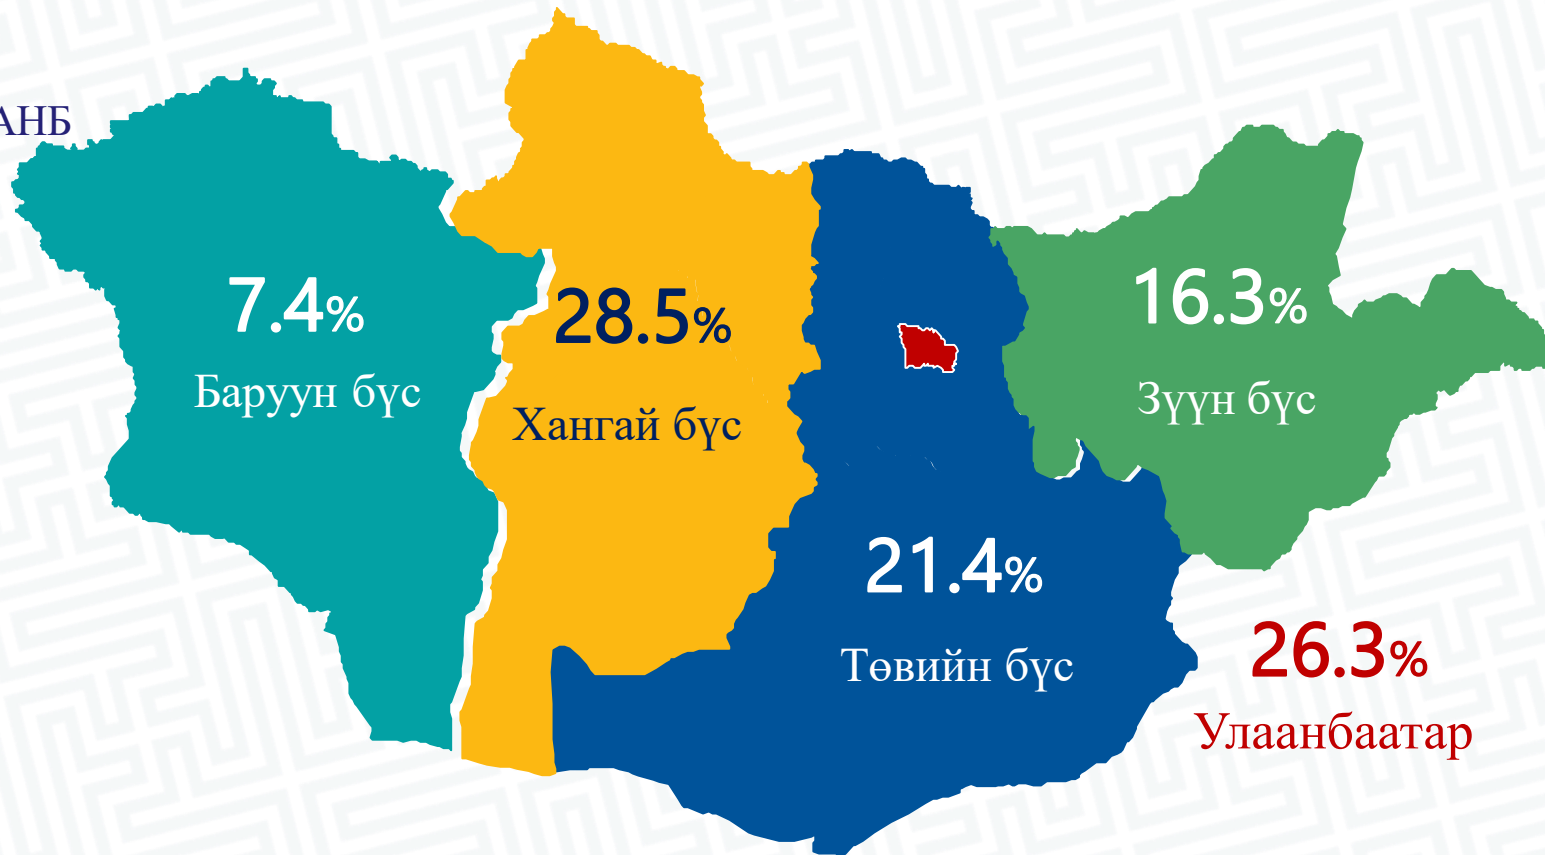 АНБ
7.4%
Баруун бүс
28.5%
Хангай бүс
16.3%
Зүүн бүс
21.4%
Төвийн бүс
26.3%
Улаанбаатар